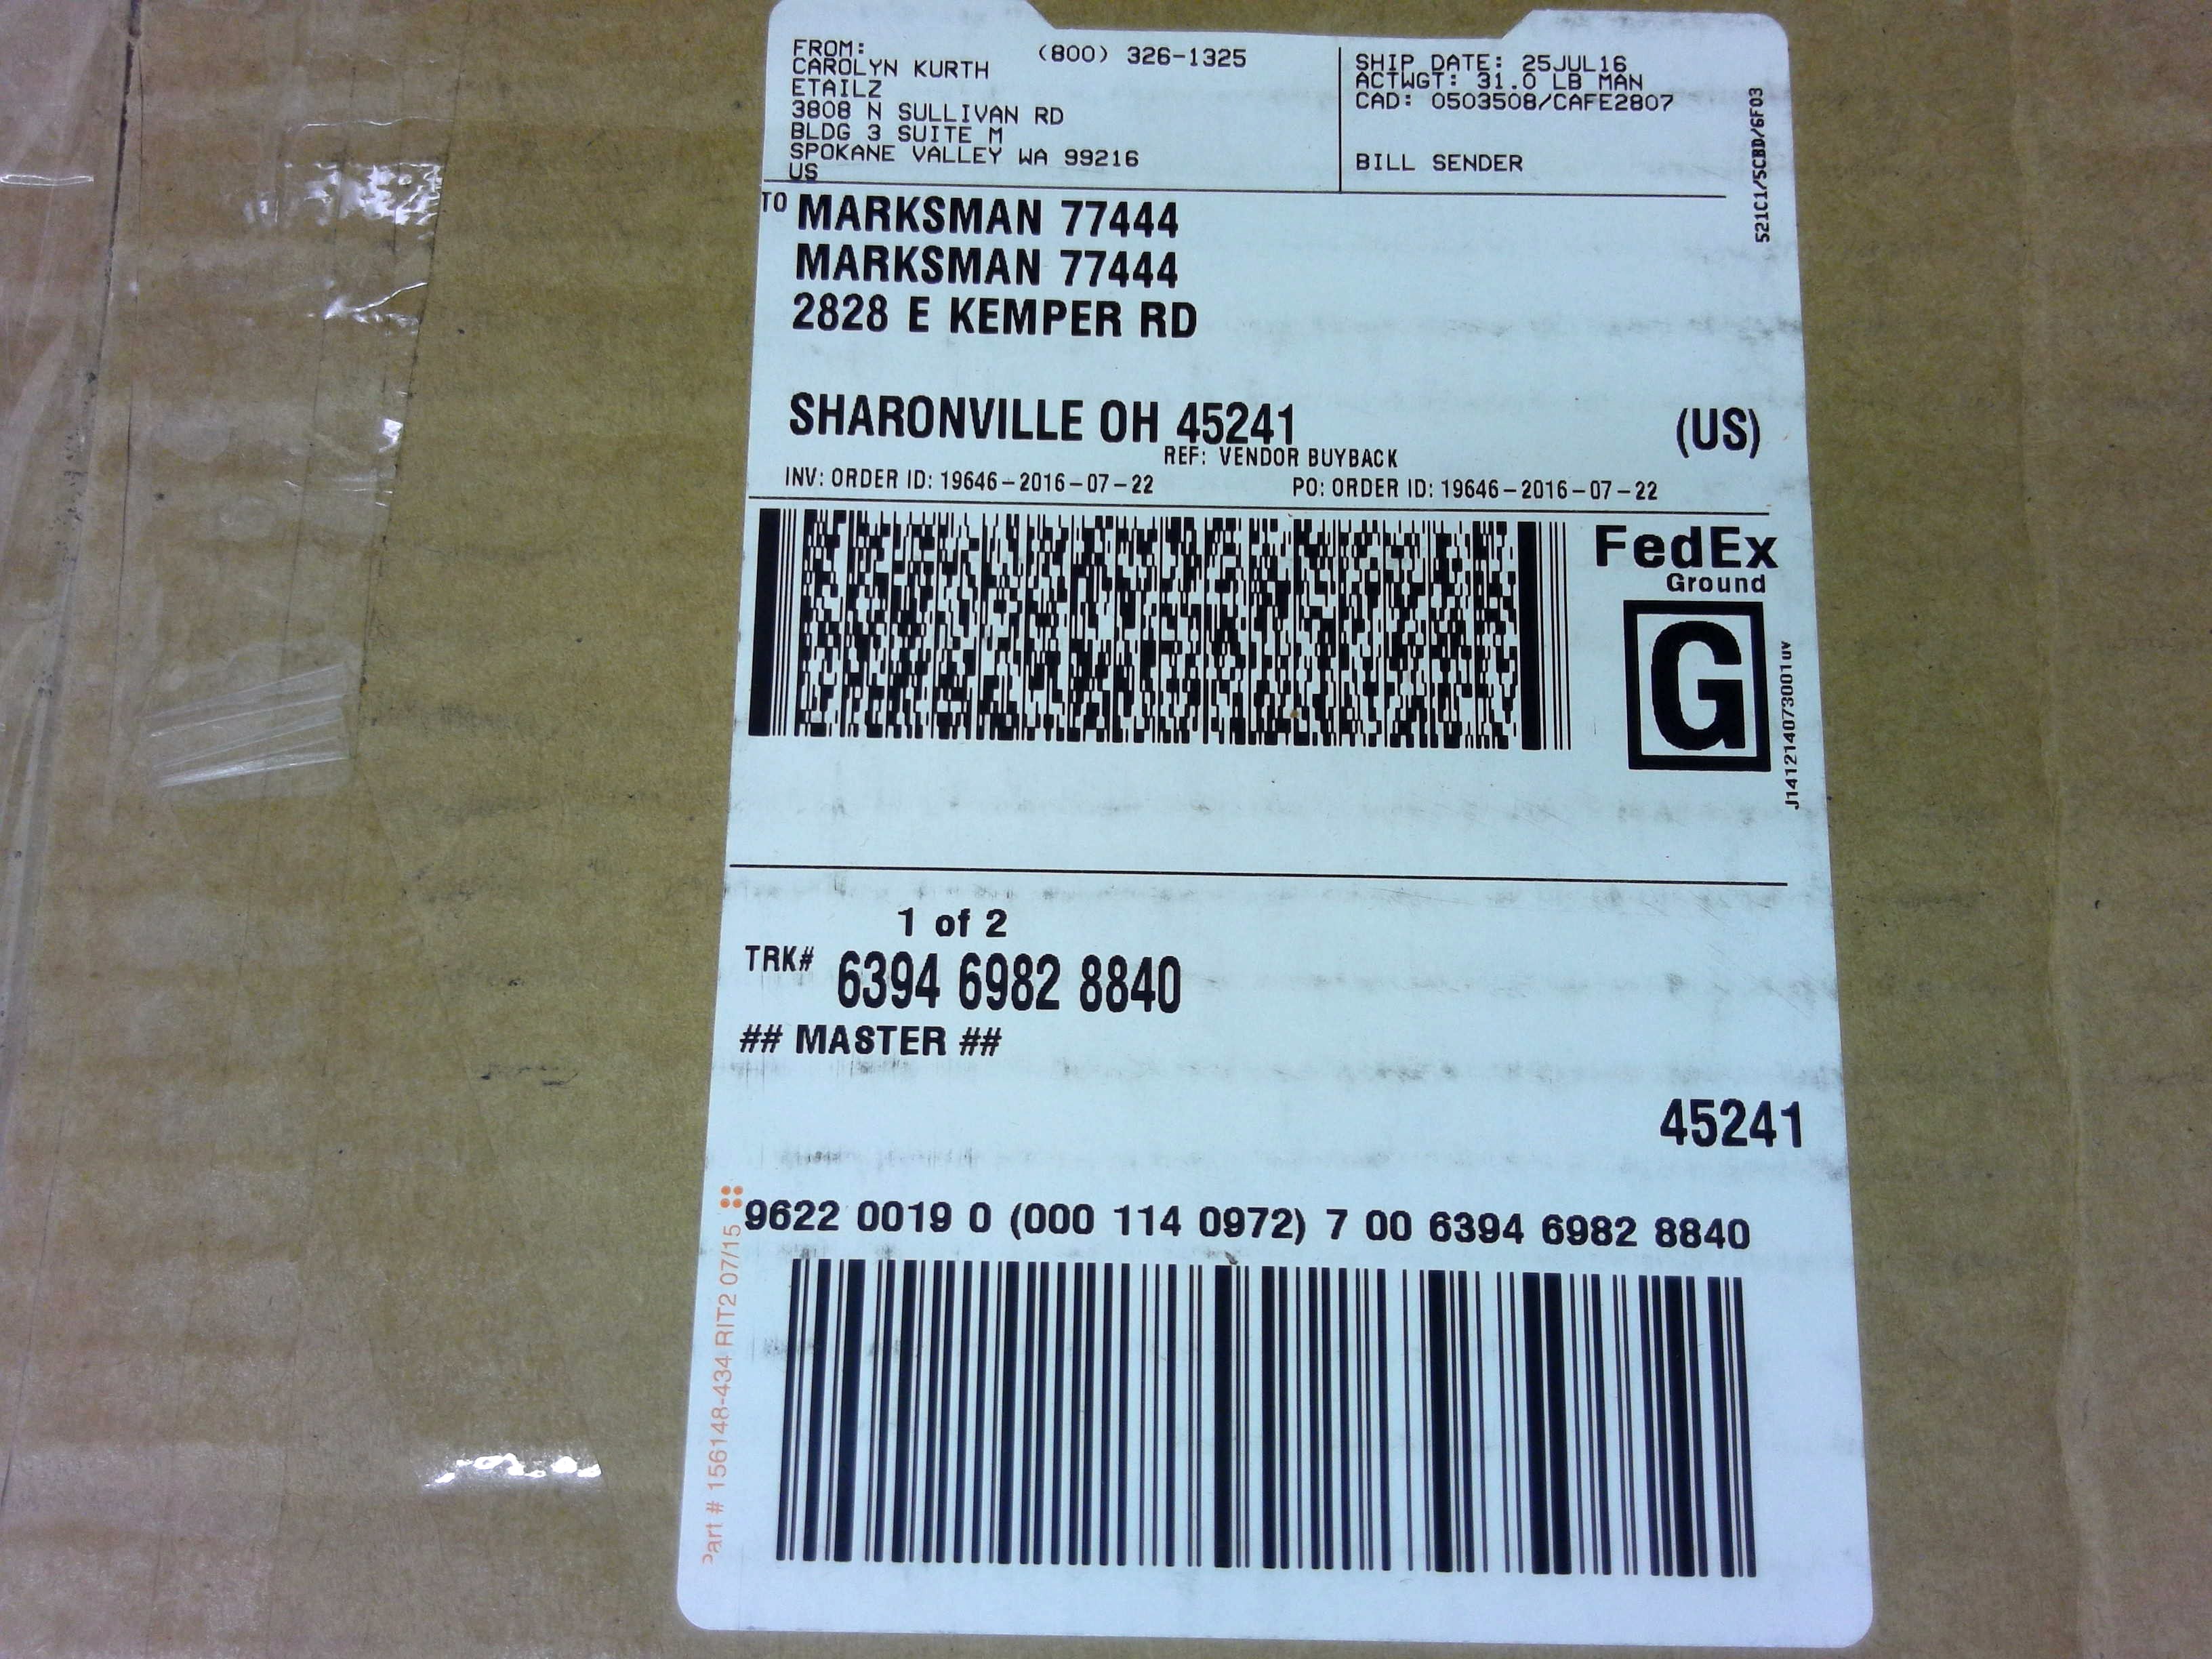 FROM:
(800) 326-1325
CAROLYN KURTH
ETAILZ
3808 N SULLIVAN RD
BLDG 3 SUITE M
SPOKANE VALLEY WA 99216
US
SHIP DATE: 25JUL16
ACTWGT: 31.0 LB MAN
CAD: 0503508/CAFE2807
BILL SENDER
521C1/5CBD/6F03
TO MARKSMAN 77444
MARKSMAN 77444
2828 E KEMPER RD
SHARONVILLE OH 45241 (US)
REF: VENDOR BUYBACK
INV: ORDER ID: 19646-2016-07-22 PO: ORDER ID: 19646-2016-07-22
FedEx
Ground
G
J141214073001uv
1 of 2
TRK# 6394 6982 8840
## MASTER ##
45241
9622 0019 0 (000 114 0972) 7 00 6394 6982 8840
Part # 156148-434 RIT2 07/15